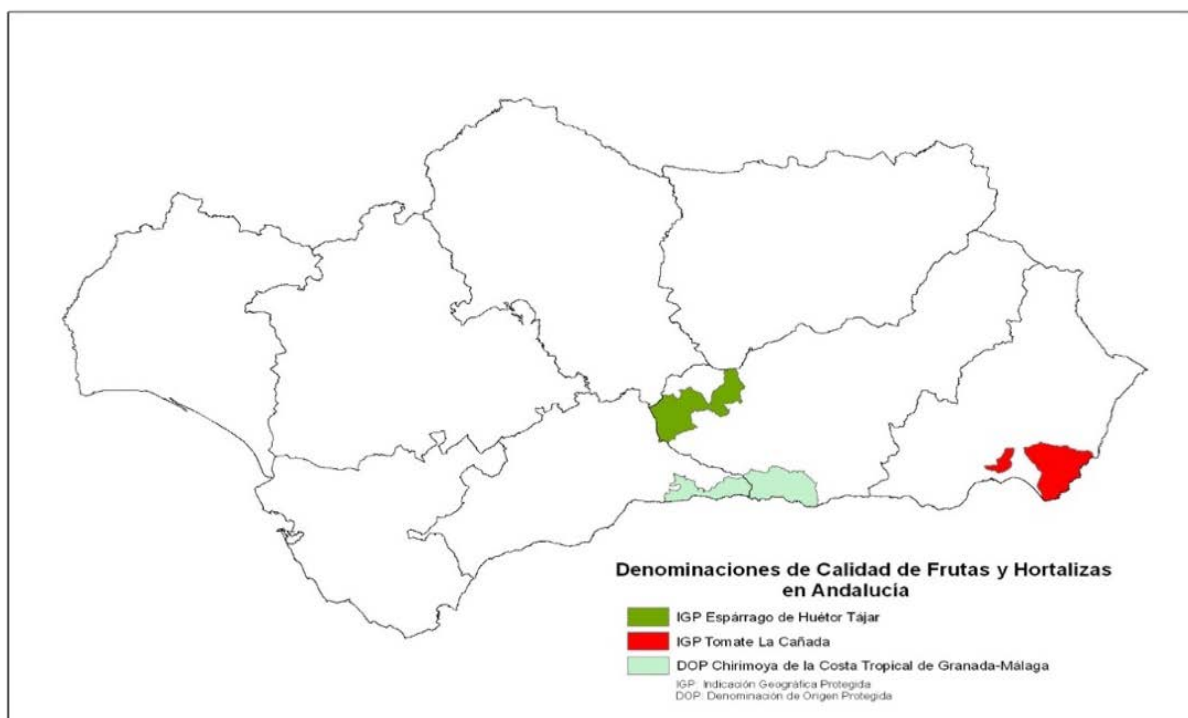 Denominaciones de Calidad de Frutas y Hortalizas
en Andalucía
IGP Espárrago de Huétor Tájar
IGP Tomate La Cañada
DOP Chirimoya de la Costa Tropical de Granada-Málaga
IGP: Indicación Geográfica Protegida
DOP: Denominación de Origen Protegida